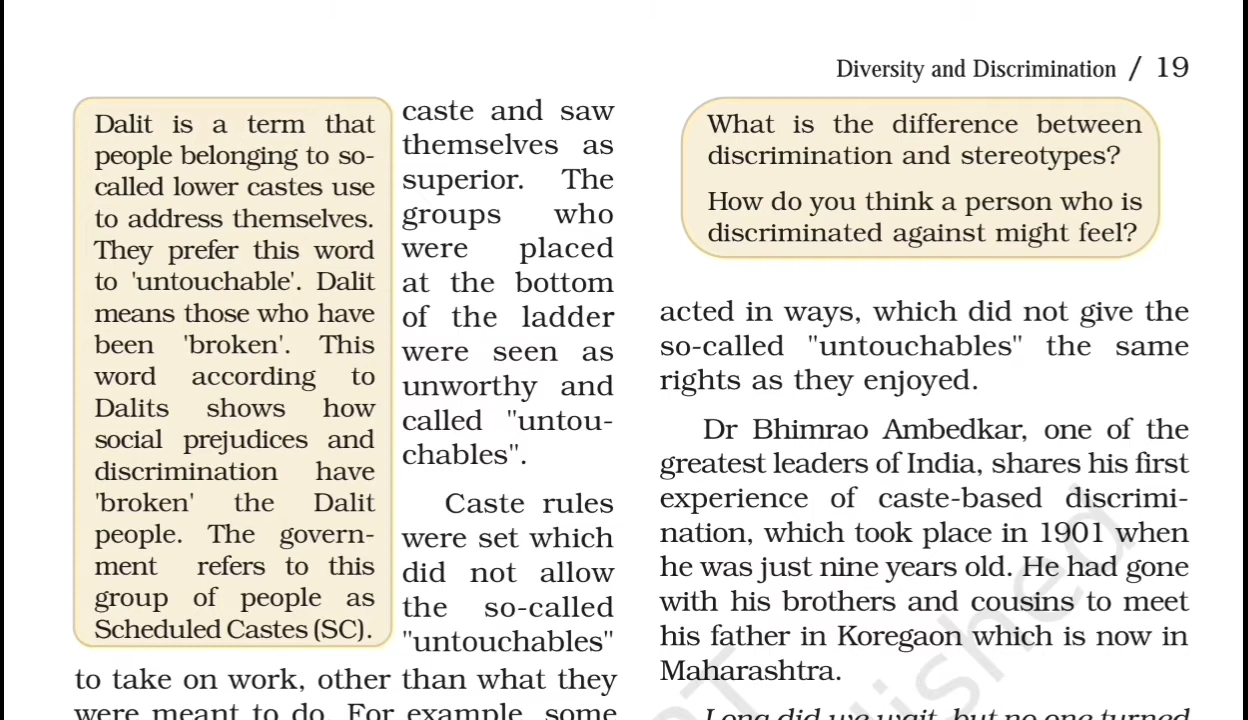 Diversity and Discrimination / 19
Dalit is a term that
people belonging to so-
called lower castes use
to address themselves.
They prefer this word
to 'untouchable'. Dalit
means those who have
been 'broken'. This
word according to
Dalits shows how
social prejudices and
discrimination have
'broken' the Dalit
people. The govern-
ment refers to this
group of people as
Scheduled Castes (SC).
caste and saw
themselves as
superior. The
groups who
were placed
at the bottom
of the ladder
were seen as
unworthy and
called "untou-
chables".
Caste rules
were set which
did not allow
the so-called
"untouchables"
to take on work, other than what they
were meant to do. For example, some
What is the difference between
discrimination and stereotypes?
How do you think a person who is
discriminated against might feel?
acted in ways, which did not give the
so-called "untouchables" the same
rights as they enjoyed.
Dr Bhimrao Ambedkar, one of the
greatest leaders of India, shares his first
experience of caste-based discrimi-
nation, which took place in 1901 when
he was just nine years old. He had gone
with his brothers and cousins to meet
his father in Koregaon which is now in
Maharashtra.
Long did we wait, but no one turned